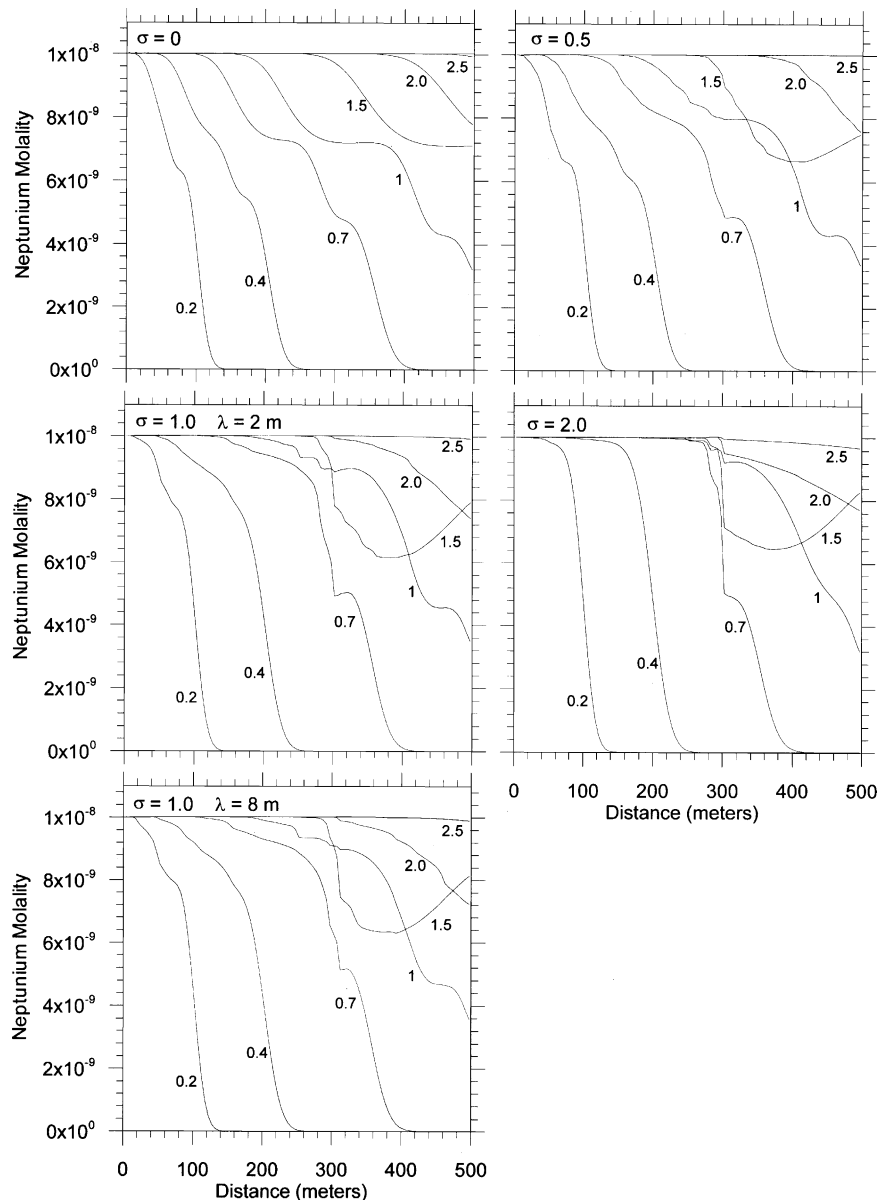 σ = 0
Neptunium Molality
1x10⁻⁸
8x10⁻⁹
6x10⁻⁹
4x10⁻⁹
2x10⁻⁹
0x10⁰
2.5
2.0
1.5
1
0.7
0.4
0.2
σ = 0.5
2.5
2.0
1.5
1
0.7
0.4
0.2
σ = 1.0 λ = 2 m
Neptunium Molality
1x10⁻⁸
8x10⁻⁹
6x10⁻⁹
4x10⁻⁹
2x10⁻⁹
0x10⁰
2.5
2.0
1.5
1
0.7
0.4
0.2
σ = 2.0
2.5
2.0
1.5
1
0.7
0.4
0.2
0 100 200 300 400 500
Distance (meters)
σ = 1.0 λ = 8 m
Neptunium Molality
1x10⁻⁸
8x10⁻⁹
6x10⁻⁹
4x10⁻⁹
2x10⁻⁹
0x10⁰
2.5
2.0
1.5
1
0.7
0.4
0.2
0 100 200 300 400 500
Distance (meters)